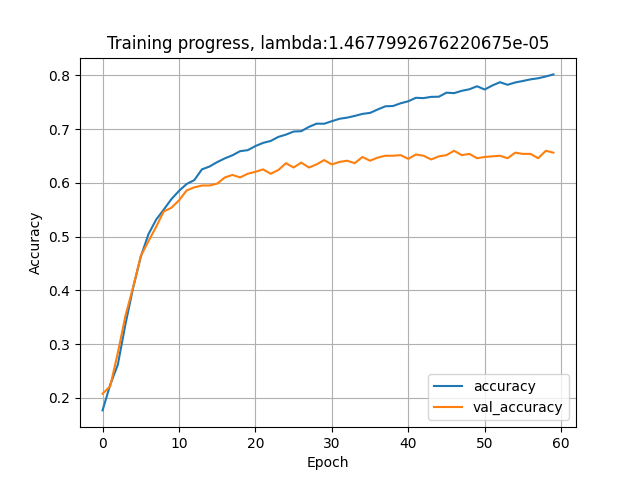 Training progress, lambda:1.4677992676220675e-05
Accuracy
0.8
0.7
0.6
0.5
0.4
0.3
0.2
accuracy
val_accuracy
0 10 20 30 40 50 60
Epoch